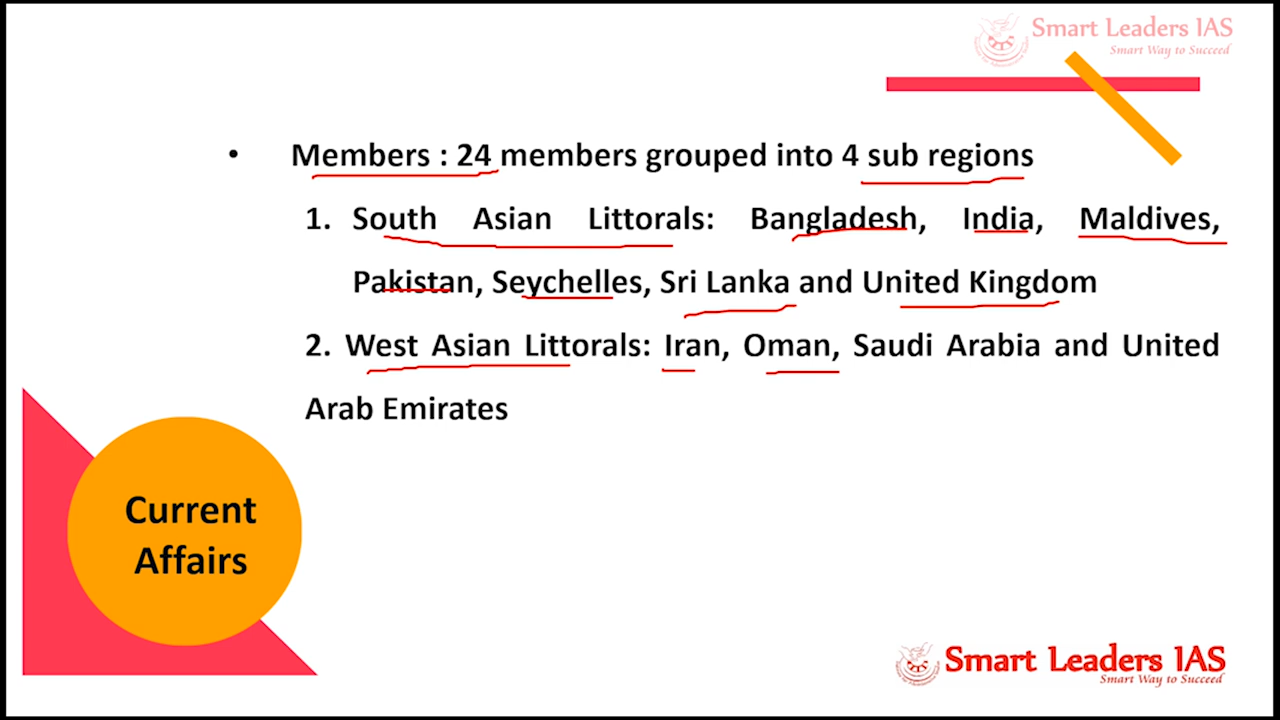 Smart Leaders IAS
Smart Way to Succeed
• Members : 24 members grouped into 4 sub regions
1. South Asian Littorals: Bangladesh, India, Maldives,
Pakistan, Seychelles, Sri Lanka and United Kingdom
2. West Asian Littorals: Iran, Oman, Saudi Arabia and United
Arab Emirates
Current
Affairs
Smart Leaders IAS
Smart Way to Succeed